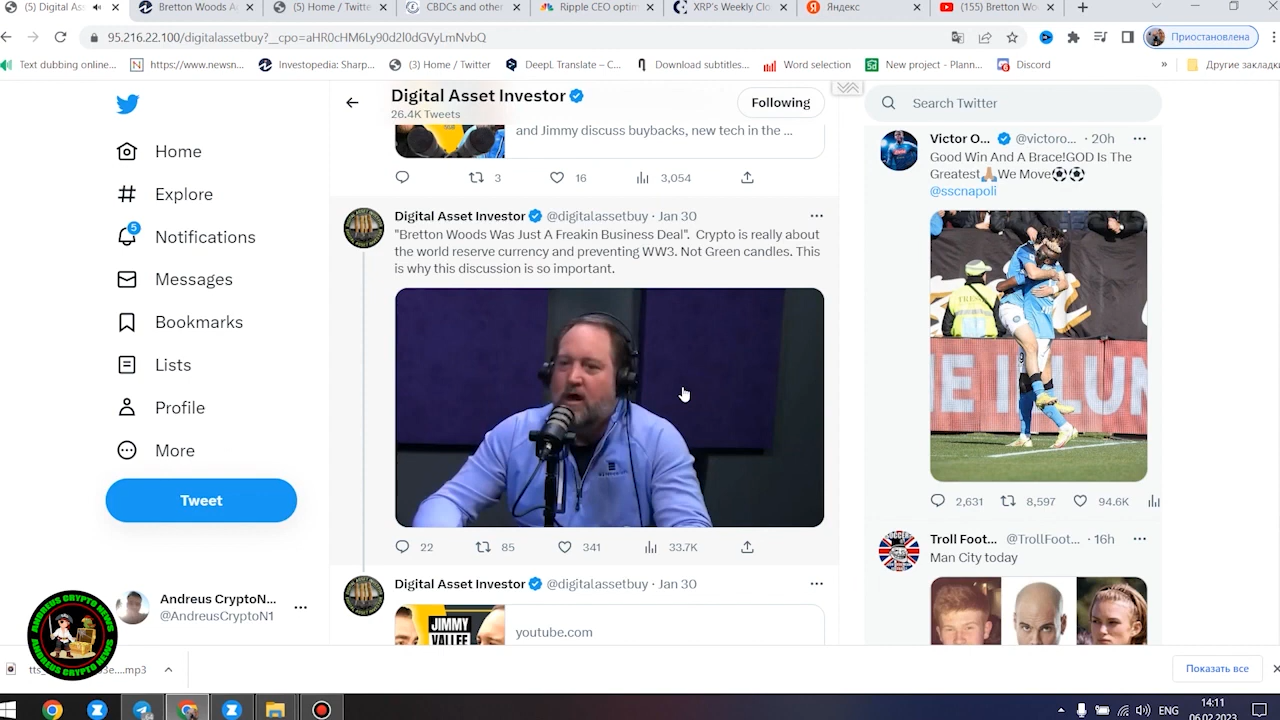 (5) Digital As
Bretton Woods A
(5) Home / Twitte
CBDCs and other
Ripple CEO optim
XRP's Weekly Clo
Яндекс
(155) Bretton Wo
95.216.22.100/digitalassetbuy?__cpo=aHR0cHM6Ly90d2l0dGVyLmNvbQ
Приостановлена
Text dubbing online...
https://www.newsn...
Investopedia: Sharp...
(3) Home / Twitter
DeepL Translate – C...
Download subtitles...
Word selection
New project - Plann...
Discord
»
Другие закладки
Home
Explore
5
Notifications
Messages
Bookmarks
Lists
Profile
More
Tweet
Andreus CryptoN...
@AndreusCryptoN1
Digital Asset Investor
26.4K Tweets
Following
and Jimmy discuss buybacks, new tech in the ...
3
16
3,054
Digital Asset Investor @digitalassetbuy · Jan 30
"Bretton Woods Was Just A Freakin Business Deal". Crypto is really about
the world reserve currency and preventing WW3. Not Green candles. This
is why this discussion is so important.
22
85
341
33.7K
Digital Asset Investor @digitalassetbuy · Jan 30
JIMMY
VALLEE
youtube.com
Search Twitter
Victor O... @victoro... · 20h
Good Win And A Brace!GOD Is The
Greatest🙏🏼We Move⚽⚽
@sscnapoli
2,631
8,597
94.6K
Troll Foot... @TrollFoot... · 16h
Man City today
ANDREUS CRYPTO NEWS
ANDREUS CRYPTO NEWS
Показать все
ENG
14:11
06.02.2023